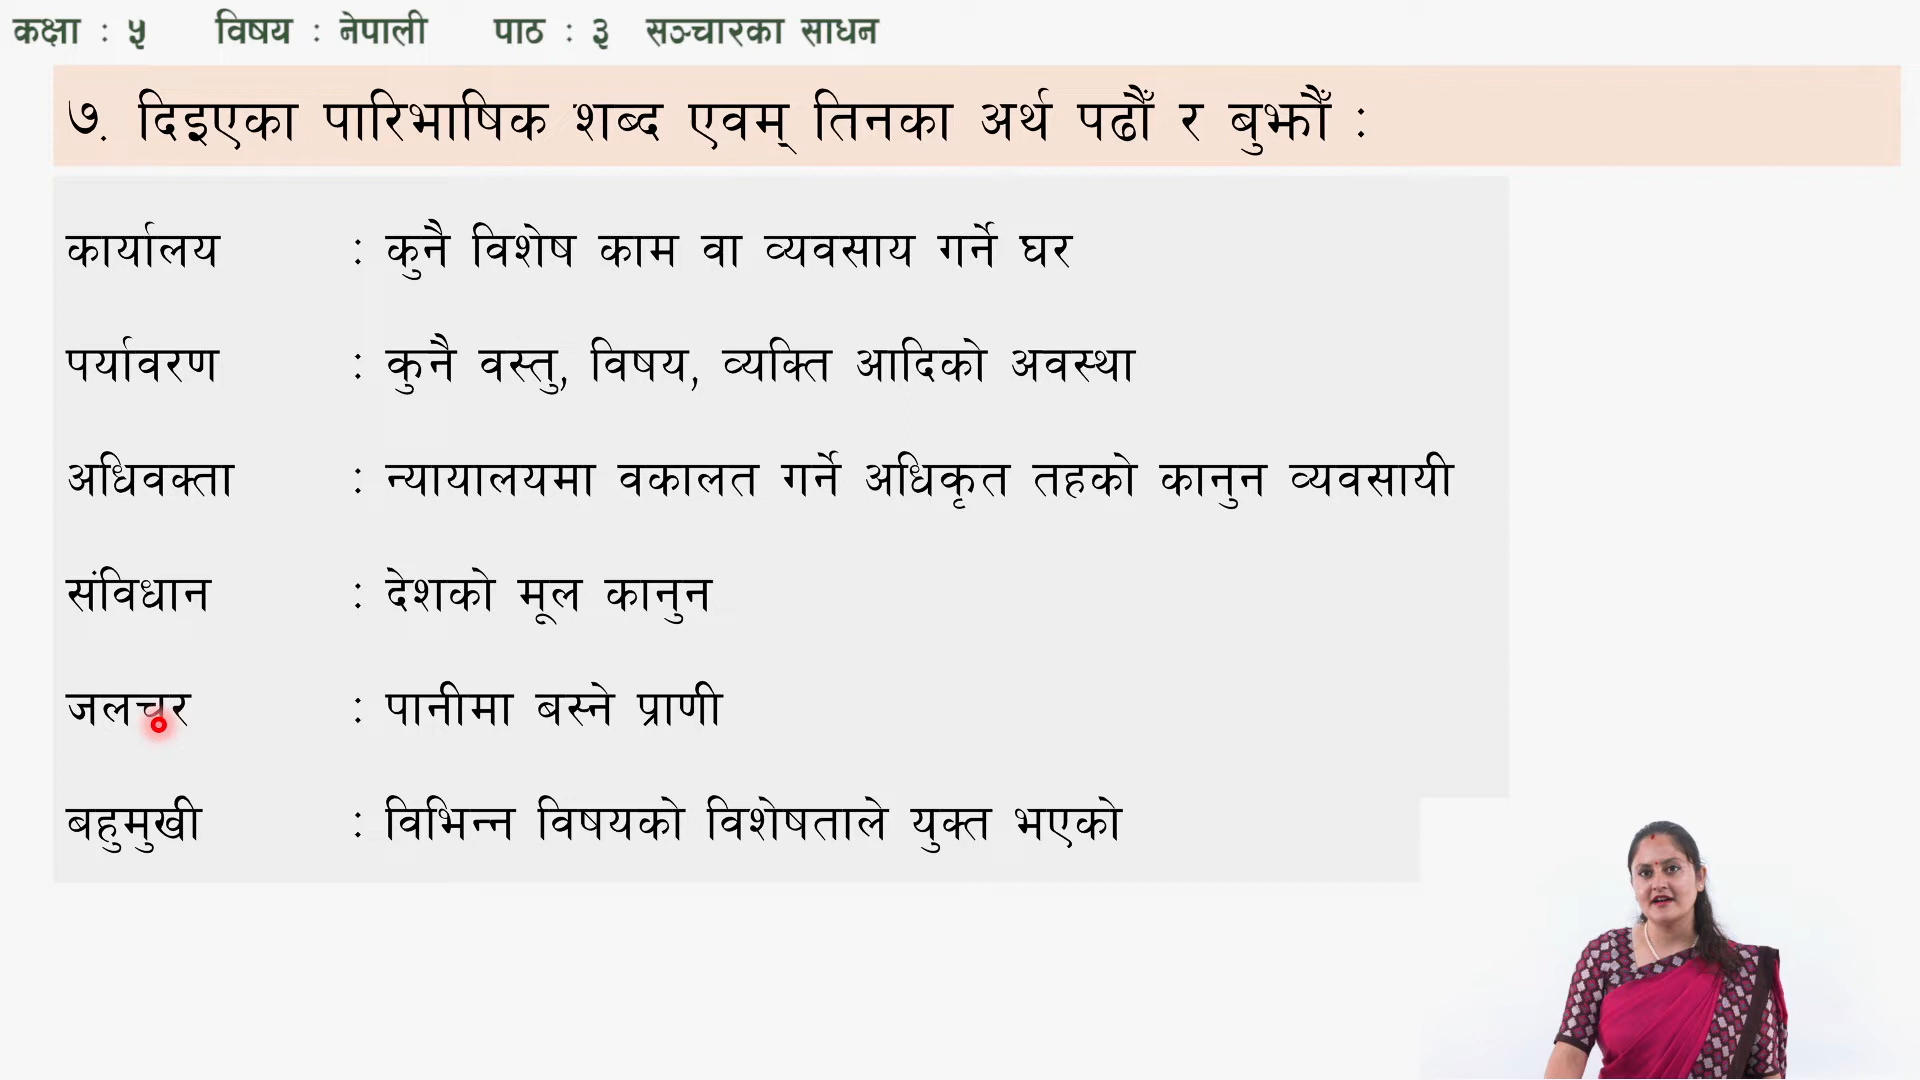 कक्षा : ५ विषय : नेपाली पाठ : ३ सञ्चारका साधन
७. दिइएका पारिभाषिक शब्द एवम् तिनका अर्थ पढौँ र बुझौँ :
कार्यालय : कुनै विशेष काम वा व्यवसाय गर्ने घर
पर्यावरण : कुनै वस्तु, विषय, व्यक्ति आदिको अवस्था
अधिवक्ता : न्यायालयमा वकालत गर्ने अधिकृत तहको कानुन व्यवसायी
संविधान : देशको मूल कानुन
जलचर : पानीमा बस्ने प्राणी
बहुमुखी : विभिन्न विषयको विशेषताले युक्त भएको